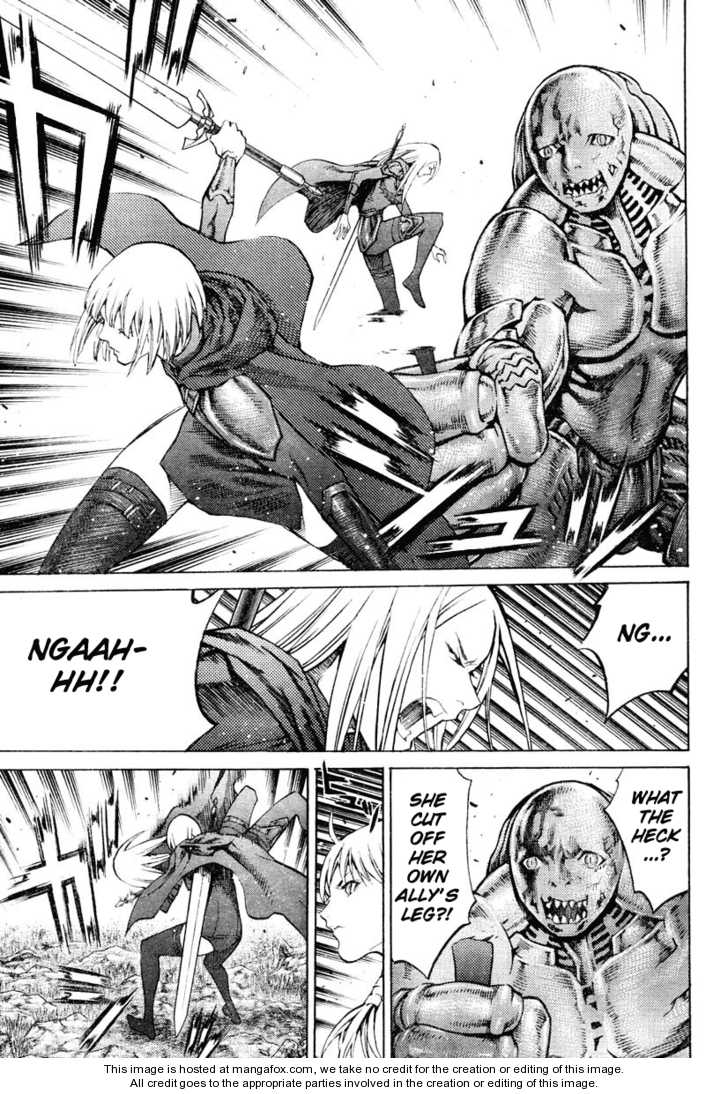 NG...
NGAAH-
HH!!
WHAT
THE
HECK
...?
SHE
CUT
OFF
HER
OWN
ALLY'S
LEG?!
This image is hosted at mangafox.com, we take no credit for the creation or editing of this image.
All credit goes to the appropriate parties involved in the creation or editing of this image.